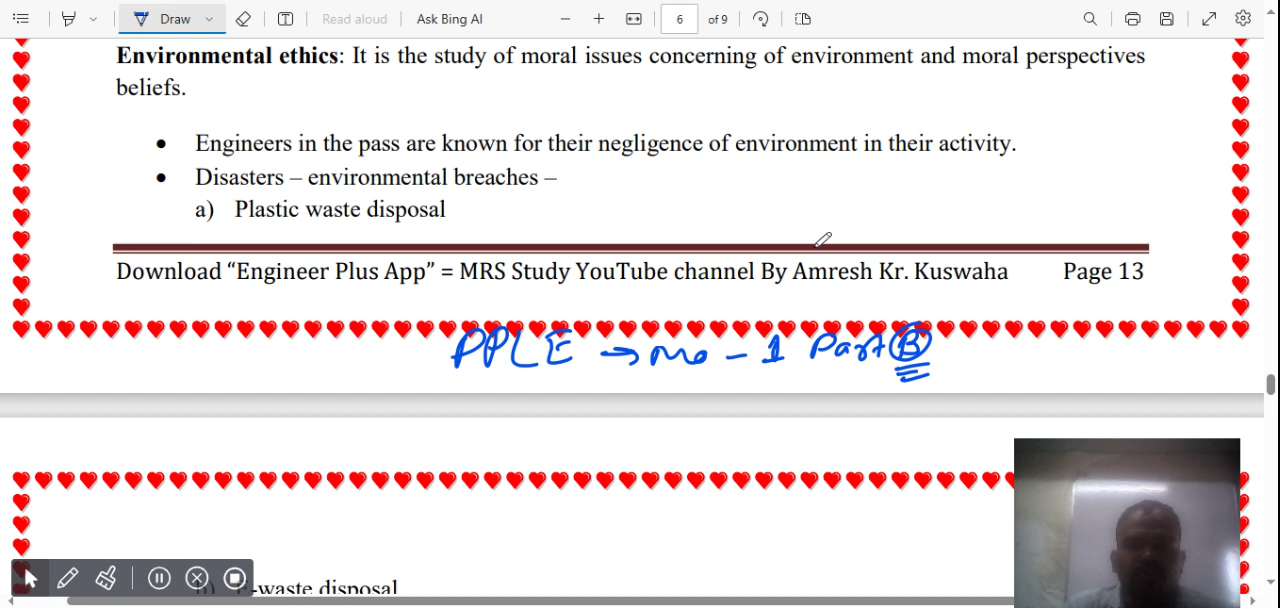 Draw
Read aloud
Ask Bing AI
6
of 9
Environmental ethics: It is the study of moral issues concerning of environment and moral perspectives
beliefs.
• Engineers in the pass are known for their negligence of environment in their activity.
• Disasters – environmental breaches –
a) Plastic waste disposal
Download “Engineer Plus App” = MRS Study YouTube channel By Amresh Kr. Kuswaha Page 13
PPLE → mo - 1 Part B
-waste disposal